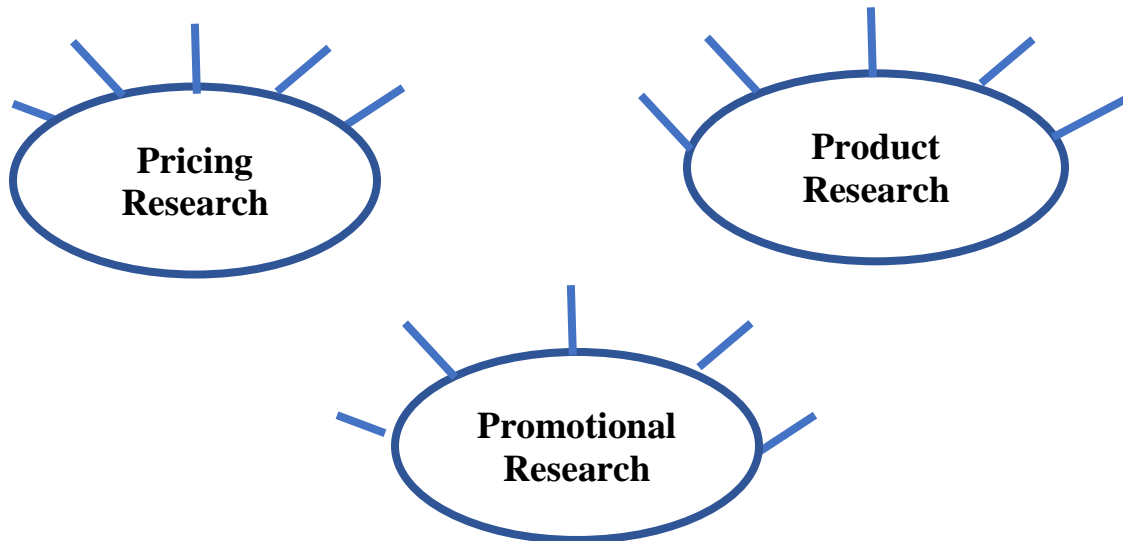 Pricing
Research
Product
Research
Promotional
Research